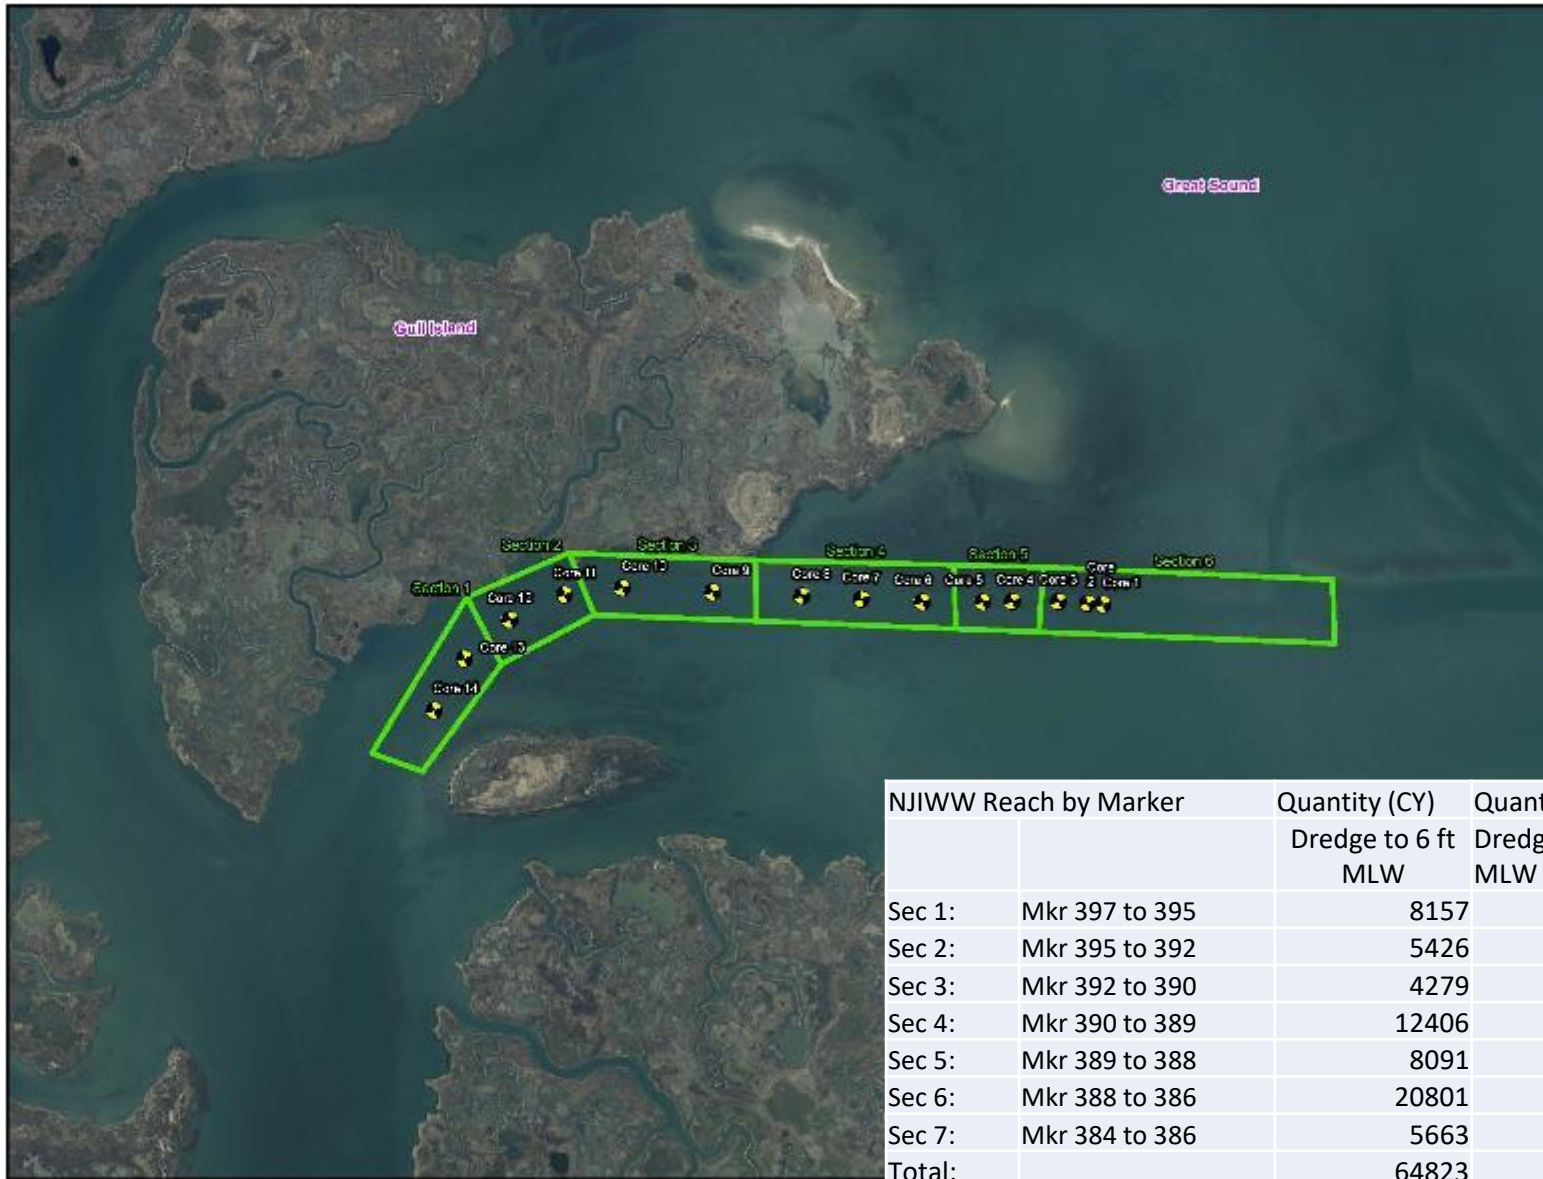 Great Sound
Gull Island
Section 2
Section 3
Section 4
Section 5
Section 6
Core
Core 11
Core 10
Core 9
Core 8
Core 7
Core 6
Core 5
Core 4
Core 3
2
Core 1
Section 1
Core 12
Core 13
Core 14
NJIWW Reach by Marker Quantity (CY) Quant
Dredge to 6 ft Dredg
MLW MLW
Sec 1: Mkr 397 to 395 8157
Sec 2: Mkr 395 to 392 5426
Sec 3: Mkr 392 to 390 4279
Sec 4: Mkr 390 to 389 12406
Sec 5: Mkr 389 to 388 8091
Sec 6: Mkr 388 to 386 20801
Sec 7: Mkr 384 to 386 5663
Total: 64823